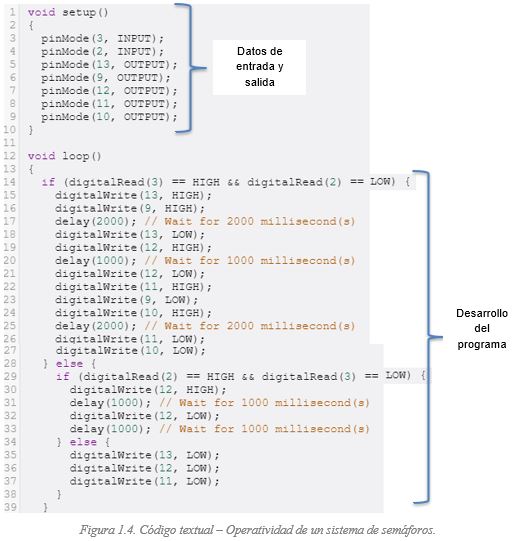 1 void setup()
2 {
3 pinMode(3, INPUT);
4 pinMode(2, INPUT);
5 pinMode(13, OUTPUT);
6 pinMode(9, OUTPUT);
7 pinMode(12, OUTPUT);
8 pinMode(11, OUTPUT);
9 pinMode(10, OUTPUT);
10 }
11
12 void loop()
13 {
14 if (digitalRead(3) == HIGH && digitalRead(2) == LOW) {
15 digitalWrite(13, HIGH);
16 digitalWrite(9, HIGH);
17 delay(2000); // Wait for 2000 millisecond(s)
18 digitalWrite(13, LOW);
19 digitalWrite(12, HIGH);
20 delay(1000); // Wait for 1000 millisecond(s)
21 digitalWrite(12, LOW);
22 digitalWrite(11, HIGH);
23 digitalWrite(9, LOW);
24 digitalWrite(10, HIGH);
25 delay(2000); // Wait for 2000 millisecond(s)
26 digitalWrite(11, LOW);
27 digitalWrite(10, LOW);
28 } else {
29 if (digitalRead(2) == HIGH && digitalRead(3) == LOW) {
30 digitalWrite(12, HIGH);
31 delay(1000); // Wait for 1000 millisecond(s)
32 digitalWrite(12, LOW);
33 delay(1000); // Wait for 1000 millisecond(s)
34 } else {
35 digitalWrite(13, LOW);
36 digitalWrite(12, LOW);
37 digitalWrite(11, LOW);
38 }
39 }
Datos de
entrada y
salida
Desarrollo
del
programa
Figura 1.4. Código textual – Operatividad de un sistema de semáforos.